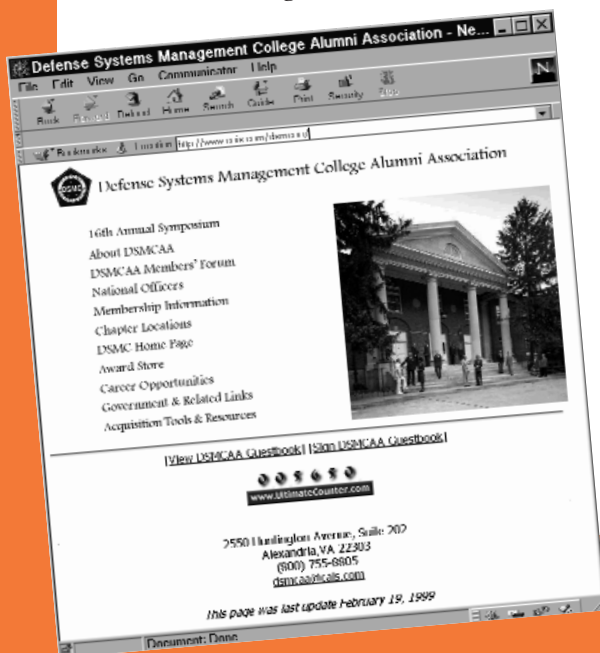 Defense Systems Management College Alumni Association - Ne...
File Edit View Go Communicator Help
Back Forward Reload Home Search Guide Print Security Stop
Bookmarks Location
DSMC Defense Systems Management College Alumni Association
16th Annual Symposium
About DSMCAA
DSMCAA Members' Forum
National Officers
Membership Information
Chapter Locations
DSMC Home Page
Award Store
Career Opportunities
Government & Related Links
Acquisition Tools & Resources
[View DSMCAA Guestbook] [Sign DSMCAA Guestbook]
www.UltimateCounter.com
2550 Huntington Avenue, Suite 202
Alexandria, VA 22303
(800) 755-8805
dsmcaa@cals.com
This page was last update February 19, 1999
Document: Done